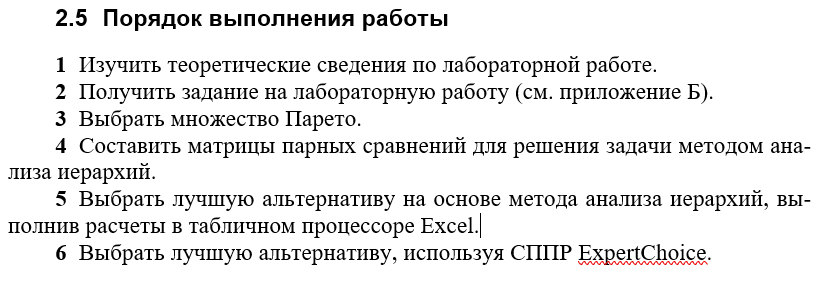 2.5 Порядок выполнения работы
1 Изучить теоретические сведения по лабораторной работе.
2 Получить задание на лабораторную работу (см. приложение Б).
3 Выбрать множество Парето.
4 Составить матрицы парных сравнений для решения задачи методом ана-
лиза иерархий.
5 Выбрать лучшую альтернативу на основе метода анализа иерархий, вы-
полнив расчеты в табличном процессоре Excel.
6 Выбрать лучшую альтернативу, используя СППР ExpertChoice.